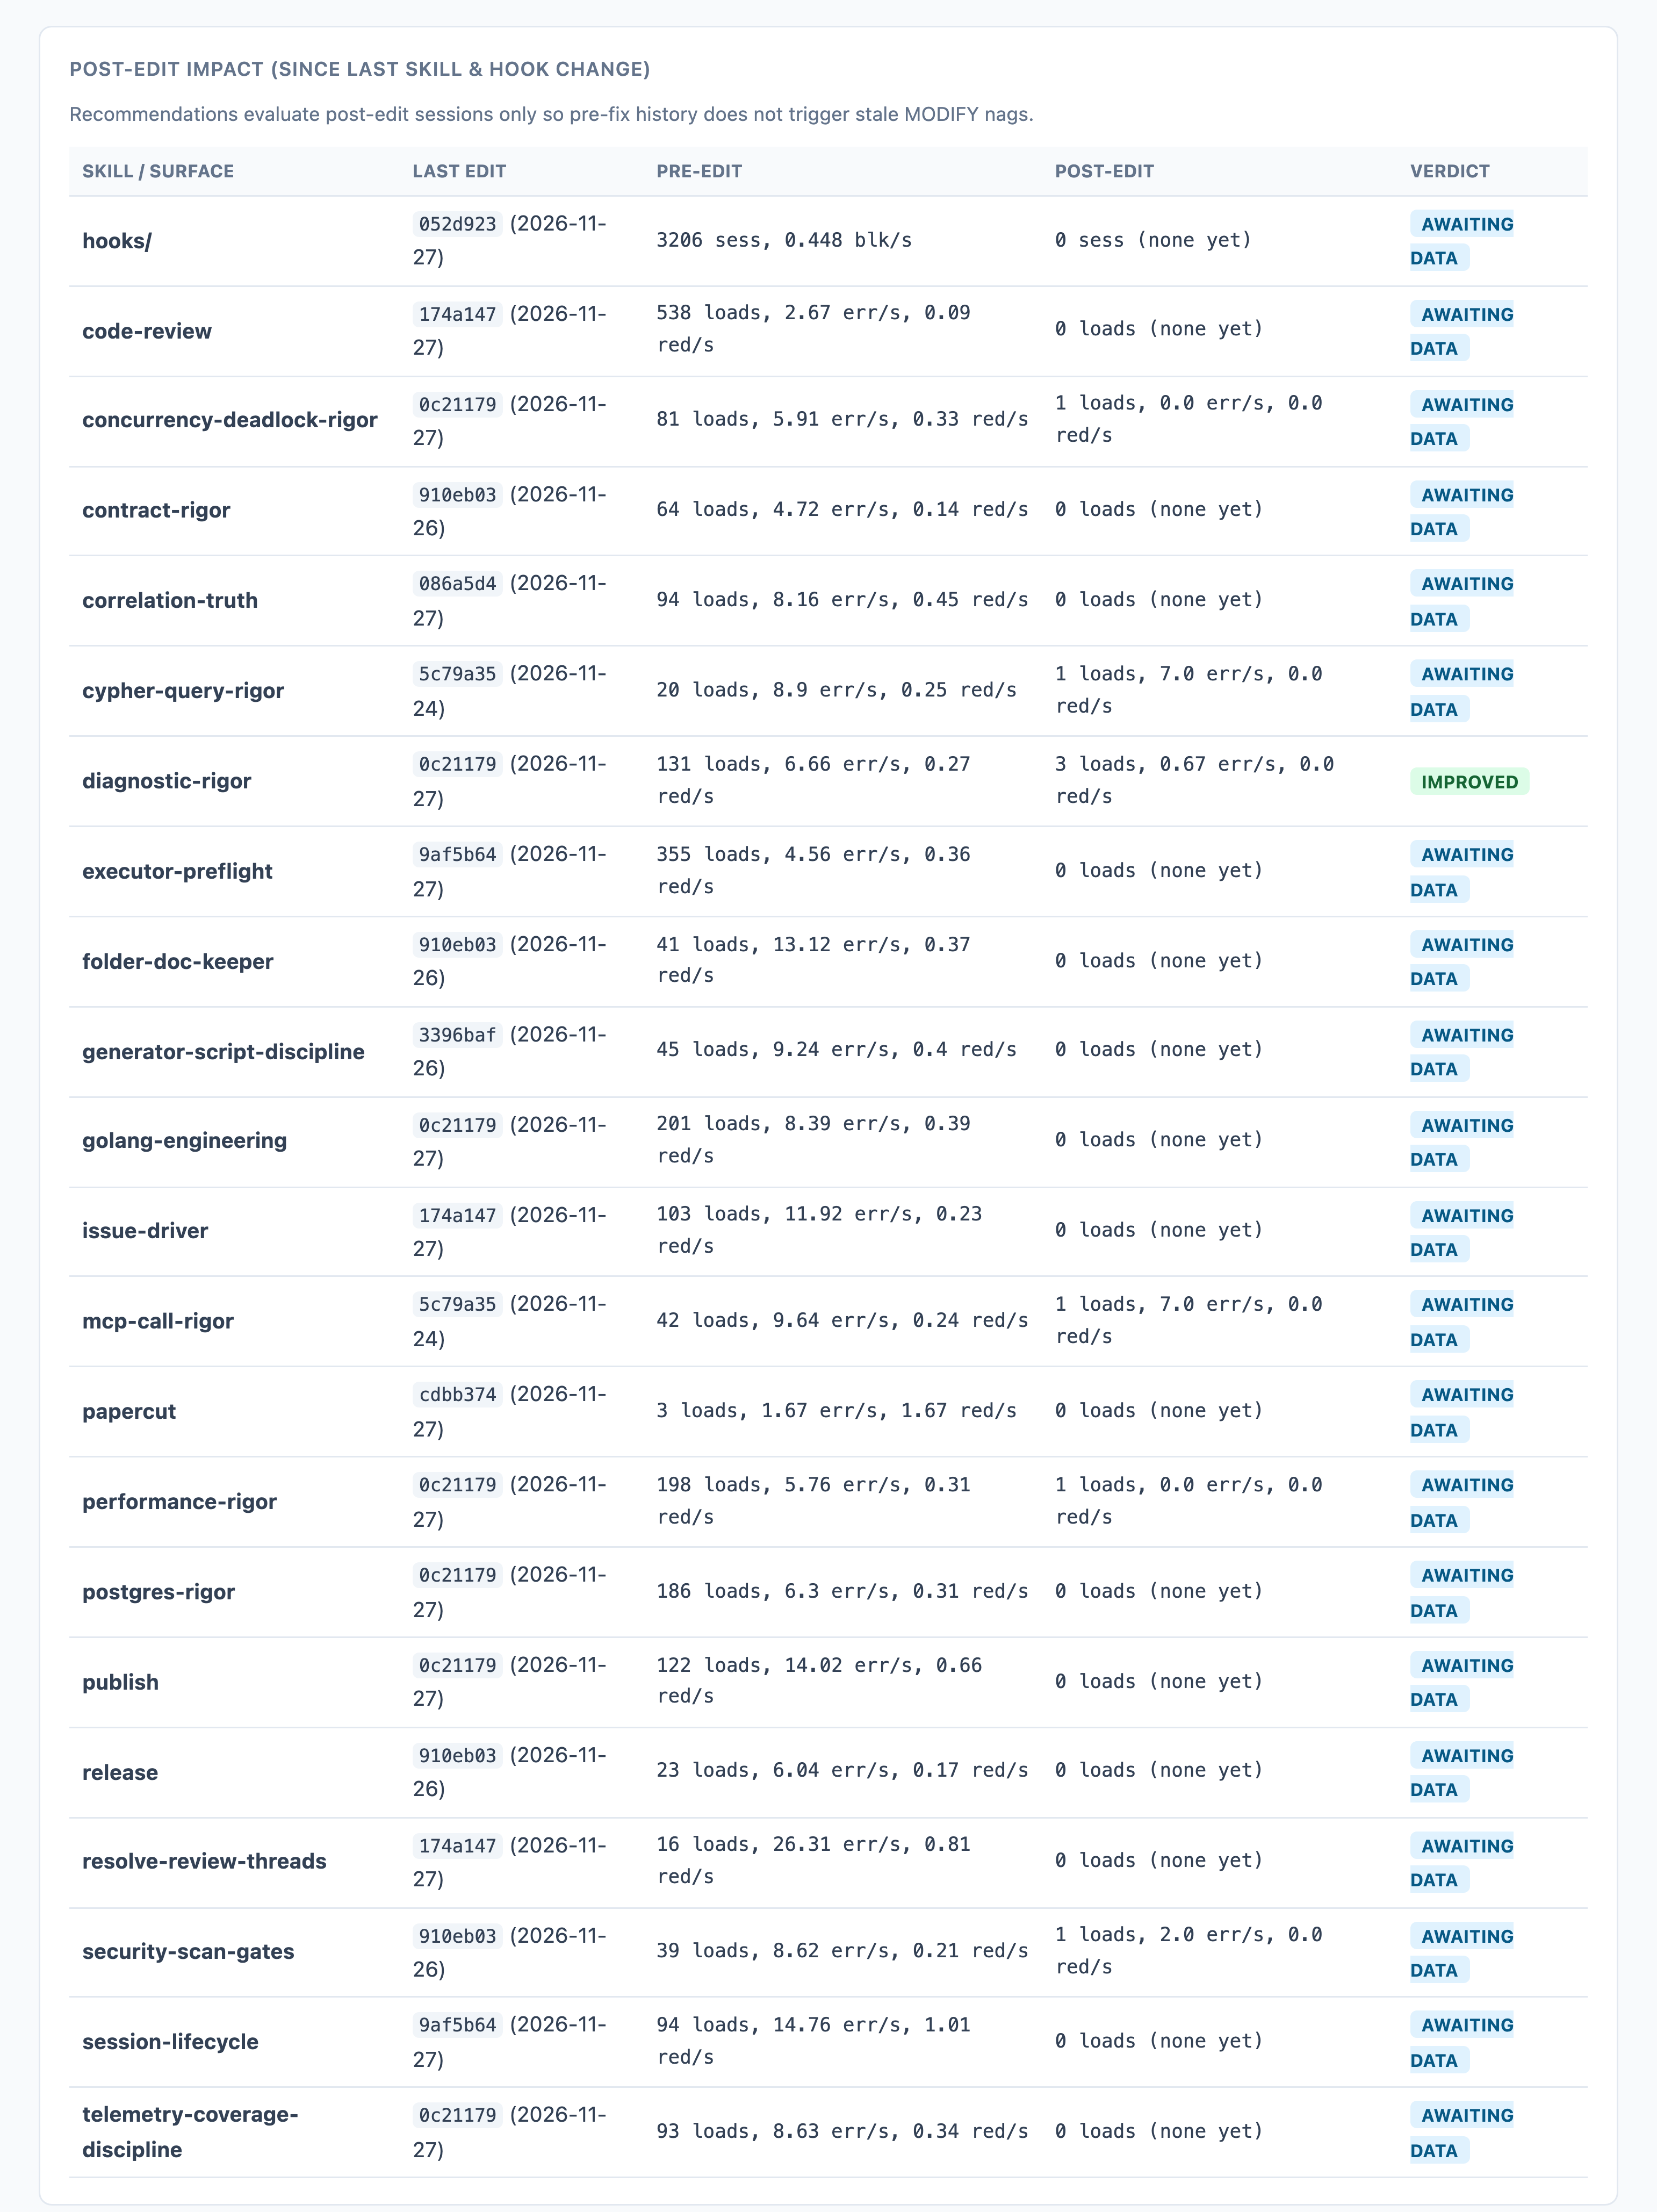 POST-EDIT IMPACT (SINCE LAST SKILL & HOOK CHANGE)
Recommendations evaluate post-edit sessions only so pre-fix history does not trigger stale MODIFY nags.
SKILL / SURFACE LAST EDIT PRE-EDIT POST-EDIT VERDICT
hooks/ 052d923 (2026-11-27) 3206 sess, 0.448 blk/s 0 sess (none yet) AWAITING DATA
code-review 174a147 (2026-11-27) 538 loads, 2.67 err/s, 0.09 red/s 0 loads (none yet) AWAITING DATA
concurrency-deadlock-rigor 0c21179 (2026-11-27) 81 loads, 5.91 err/s, 0.33 red/s 1 loads, 0.0 err/s, 0.0 red/s AWAITING DATA
contract-rigor 910eb03 (2026-11-26) 64 loads, 4.72 err/s, 0.14 red/s 0 loads (none yet) AWAITING DATA
correlation-truth 086a5d4 (2026-11-27) 94 loads, 8.16 err/s, 0.45 red/s 0 loads (none yet) AWAITING DATA
cypher-query-rigor 5c79a35 (2026-11-24) 20 loads, 8.9 err/s, 0.25 red/s 1 loads, 7.0 err/s, 0.0 red/s AWAITING DATA
diagnostic-rigor 0c21179 (2026-11-27) 131 loads, 6.66 err/s, 0.27 red/s 3 loads, 0.67 err/s, 0.0 red/s IMPROVED
executor-preflight 9af5b64 (2026-11-27) 355 loads, 4.56 err/s, 0.36 red/s 0 loads (none yet) AWAITING DATA
folder-doc-keeper 910eb03 (2026-11-26) 41 loads, 13.12 err/s, 0.37 red/s 0 loads (none yet) AWAITING DATA
generator-script-discipline 3396baf (2026-11-26) 45 loads, 9.24 err/s, 0.4 red/s 0 loads (none yet) AWAITING DATA
golang-engineering 0c21179 (2026-11-27) 201 loads, 8.39 err/s, 0.39 red/s 0 loads (none yet) AWAITING DATA
issue-driver 174a147 (2026-11-27) 103 loads, 11.92 err/s, 0.23 red/s 0 loads (none yet) AWAITING DATA
mcp-call-rigor 5c79a35 (2026-11-24) 42 loads, 9.64 err/s, 0.24 red/s 1 loads, 7.0 err/s, 0.0 red/s AWAITING DATA
papercut cdbb374 (2026-11-27) 3 loads, 1.67 err/s, 1.67 red/s 0 loads (none yet) AWAITING DATA
performance-rigor 0c21179 (2026-11-27) 198 loads, 5.76 err/s, 0.31 red/s 1 loads, 0.0 err/s, 0.0 red/s AWAITING DATA
postgres-rigor 0c21179 (2026-11-27) 186 loads, 6.3 err/s, 0.31 red/s 0 loads (none yet) AWAITING DATA
publish 0c21179 (2026-11-27) 122 loads, 14.02 err/s, 0.66 red/s 0 loads (none yet) AWAITING DATA
release 910eb03 (2026-11-26) 23 loads, 6.04 err/s, 0.17 red/s 0 loads (none yet) AWAITING DATA
resolve-review-threads 174a147 (2026-11-27) 16 loads, 26.31 err/s, 0.81 red/s 0 loads (none yet) AWAITING DATA
security-scan-gates 910eb03 (2026-11-26) 39 loads, 8.62 err/s, 0.21 red/s 1 loads, 2.0 err/s, 0.0 red/s AWAITING DATA
session-lifecycle 9af5b64 (2026-11-27) 94 loads, 14.76 err/s, 1.01 red/s 0 loads (none yet) AWAITING DATA
telemetry-coverage-discipline 0c21179 (2026-11-27) 93 loads, 8.63 err/s, 0.34 red/s 0 loads (none yet) AWAITING DATA